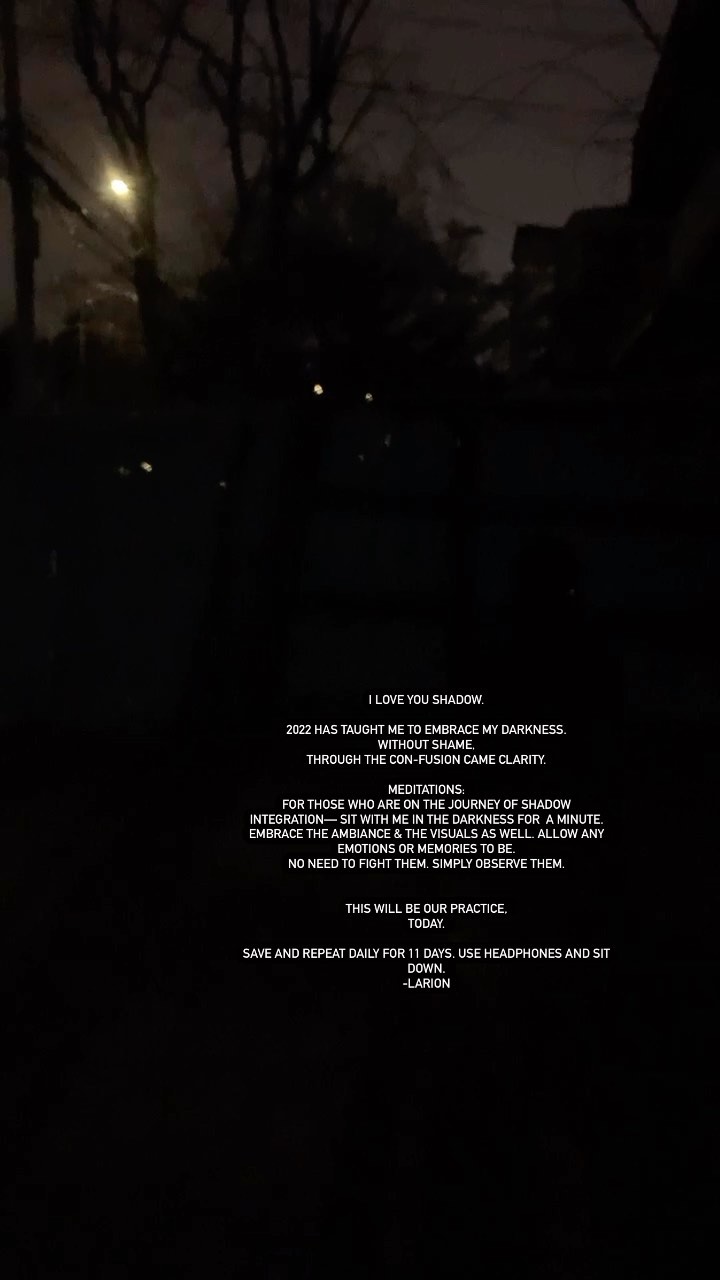 I LOVE YOU SHADOW.
2022 HAS TAUGHT ME TO EMBRACE MY DARKNESS.
WITHOUT SHAME,
THROUGH THE CON-FUSION CAME CLARITY.
MEDITATIONS:
FOR THOSE WHO ARE ON THE JOURNEY OF SHADOW
INTEGRATION— SIT WITH ME IN THE DARKNESS FOR A MINUTE.
EMBRACE THE AMBIANCE & THE VISUALS AS WELL. ALLOW ANY
EMOTIONS OR MEMORIES TO BE.
NO NEED TO FIGHT THEM. SIMPLY OBSERVE THEM.
THIS WILL BE OUR PRACTICE,
TODAY.
SAVE AND REPEAT DAILY FOR 11 DAYS. USE HEADPHONES AND SIT
DOWN.
-LARION